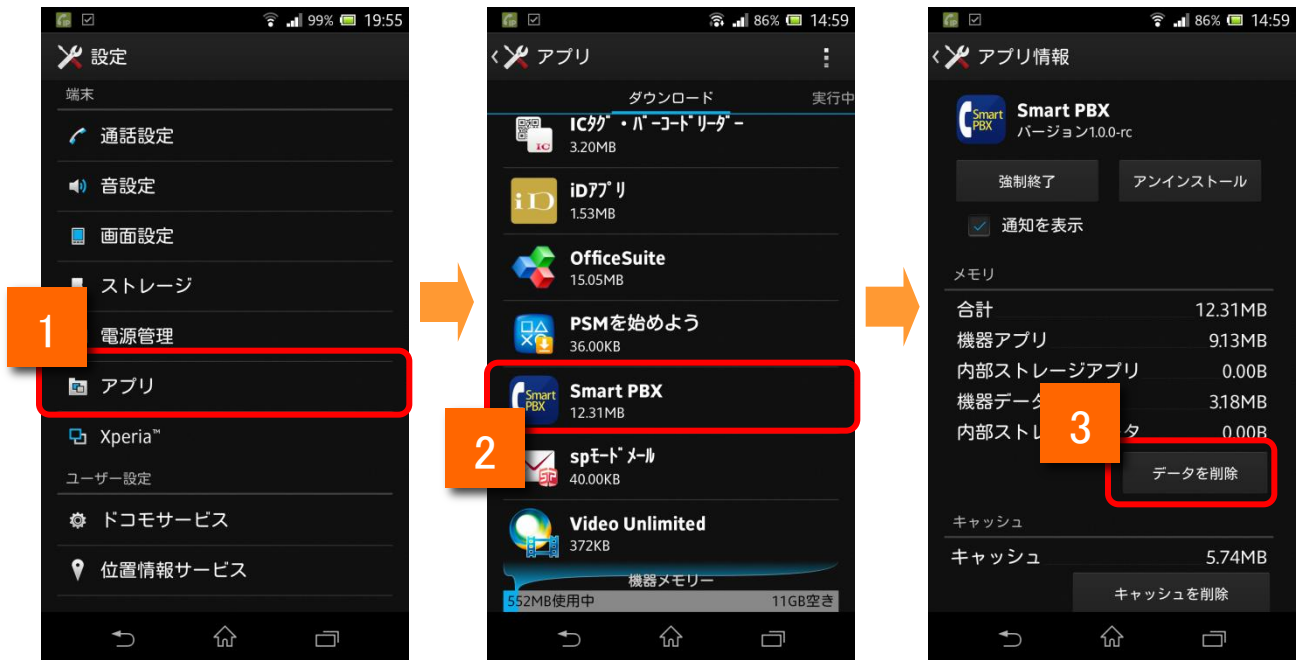 99% 19:55
設定
端末
通話設定
音設定
画面設定
ストレージ
1
電源管理
アプリ
Xperia™
ユーザー設定
ドコモサービス
位置情報サービス
86% 14:59
アプリ
ダウンロード 実行中
ICﾀｸﾞ・ﾊﾞｰｺｰﾄﾞﾘｰﾀﾞｰ
IC
3.20MB
iD
iDｱﾌﾟﾘ
1.53MB
OfficeSuite
15.05MB
PSMを始めよう
36.00KB
Smart PBX
Smart PBX
12.31MB
2
spﾓｰﾄﾞﾒｰﾙ
40.00KB
Video Unlimited
372KB
機器メモリー
552MB使用中 11GB空き
86% 14:59
アプリ情報
Smart PBX
Smart PBX
バージョン1.0.0-rc
強制終了 アンインストール
通知を表示
メモリ
合計 12.31MB
機器アプリ 9.13MB
内部ストレージアプリ 0.00B
機器データ 3.18MB
内部スト タ 0.00B
3
データを削除
キャッシュ
キャッシュ 5.74MB
キャッシュを削除